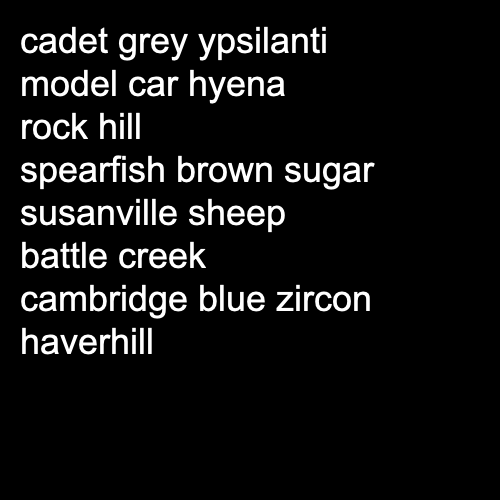 cadet grey ypsilanti
model car hyena
rock hill
spearfish brown sugar
susanville sheep
battle creek
cambridge blue zircon
haverhill